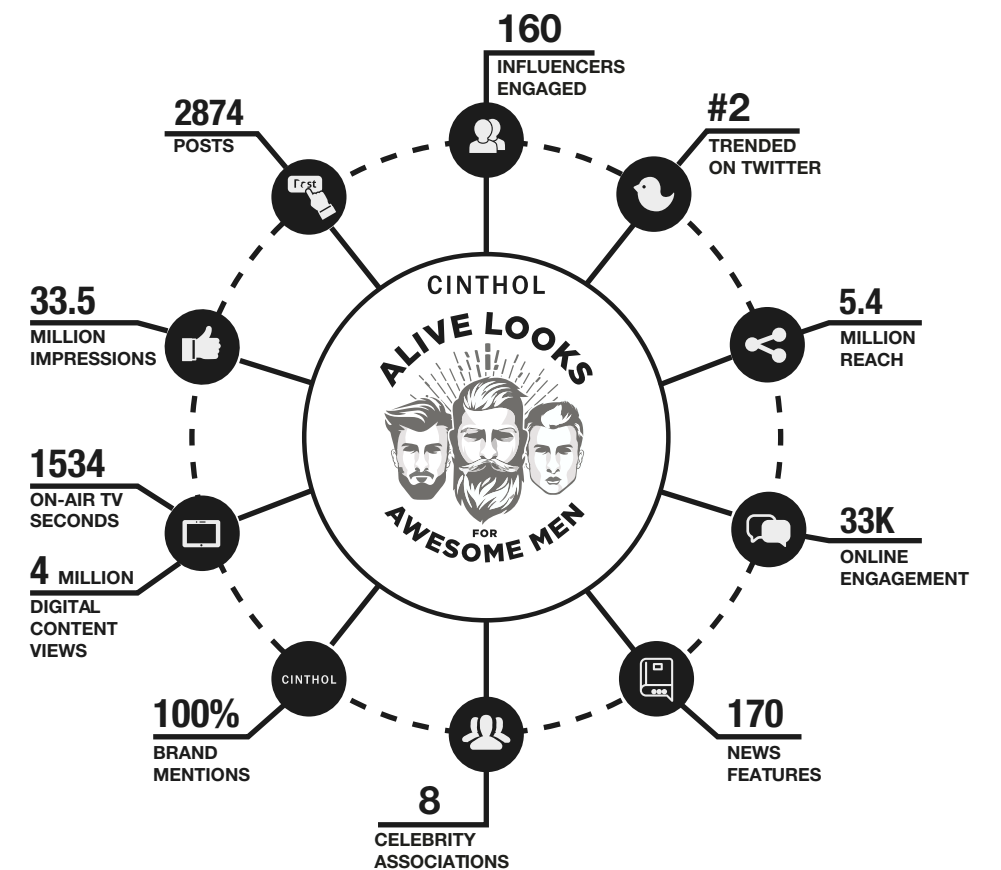 160
INFLUENCERS
ENGAGED
#2
TRENDED
ON TWITTER
5.4
MILLION
REACH
33K
ONLINE
ENGAGEMENT
170
NEWS
FEATURES
8
CELEBRITY
ASSOCIATIONS
CINTHOL
100%
BRAND
MENTIONS
4 MILLION
DIGITAL
CONTENT
VIEWS
1534
ON-AIR TV
SECONDS
33.5
MILLION
IMPRESSIONS
2874
POSTS
Post
CINTHOL
ALIVE LOOKS
FOR
AWESOME MEN